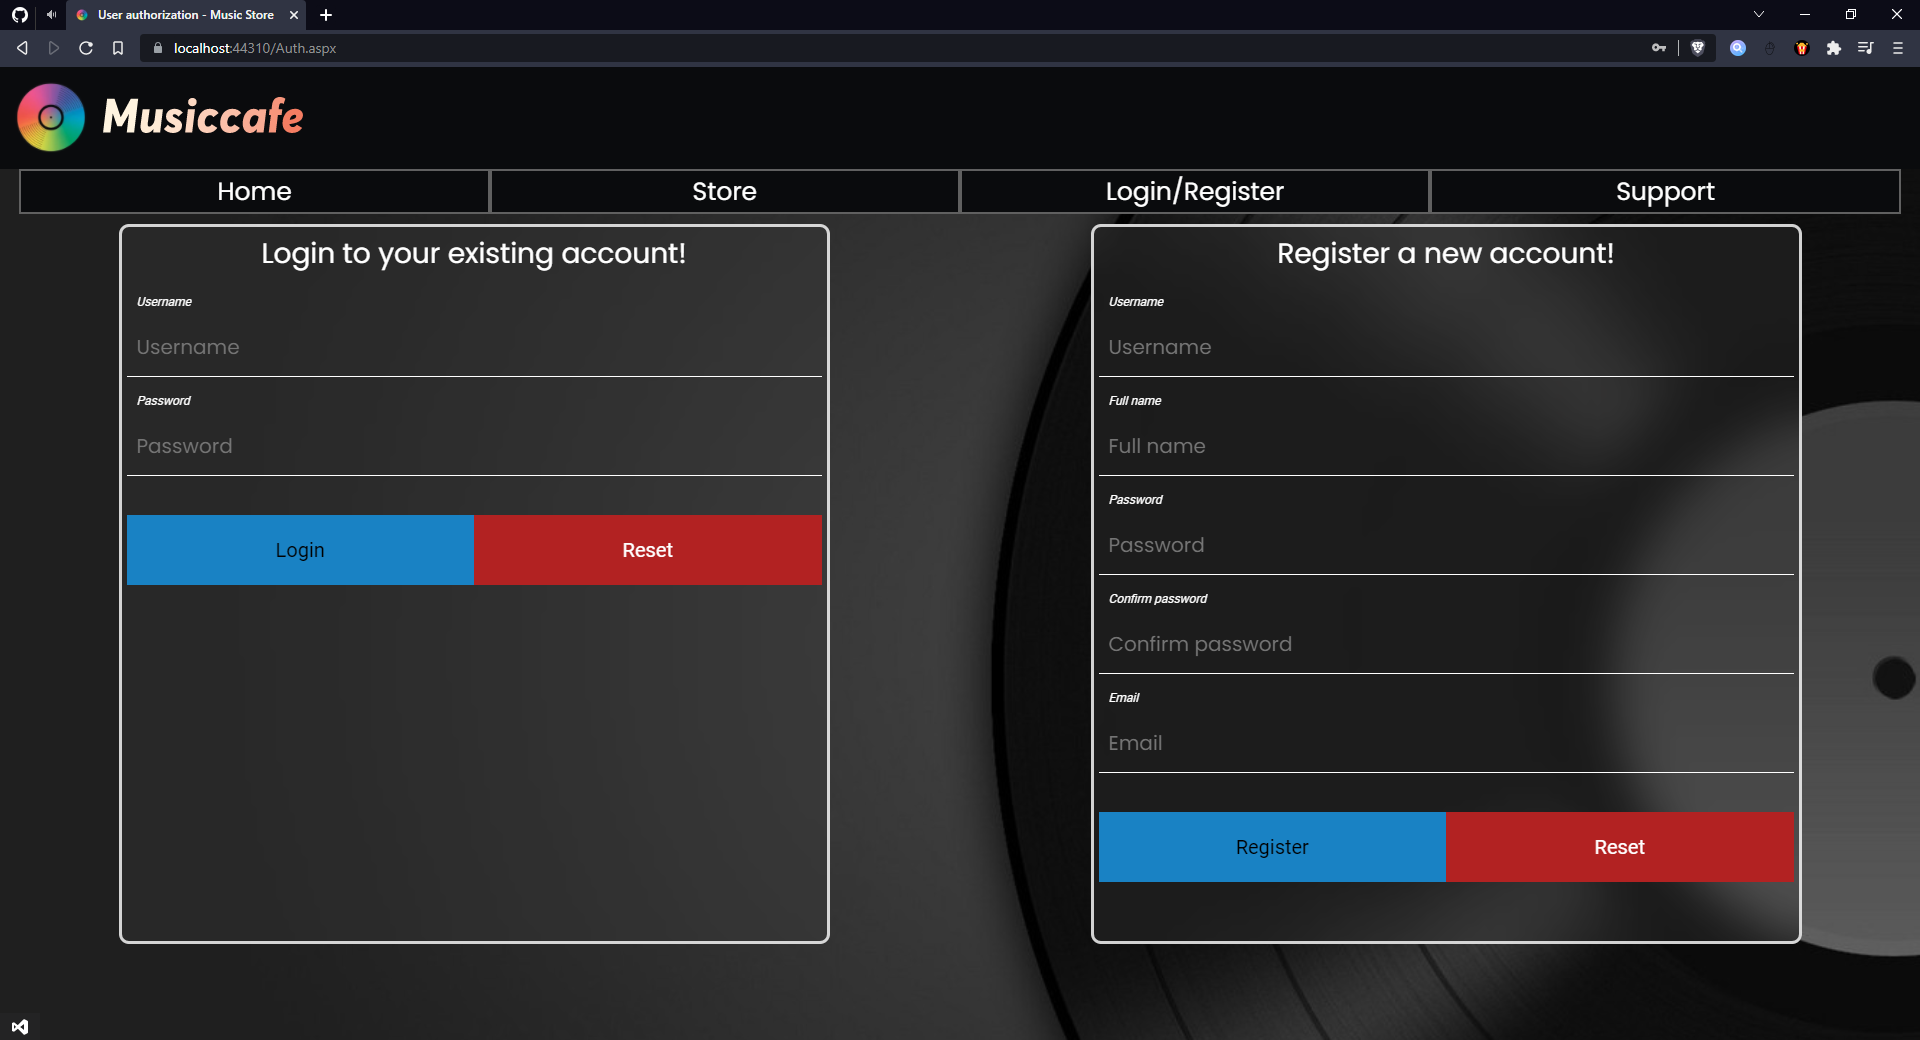 User authorization - Music Store
localhost:44310/Auth.aspx
Musiccafe
Home
Store
Login/Register
Support
Login to your existing account!
Username
Username
Password
Password
Login
Reset
Register a new account!
Username
Username
Full name
Full name
Password
Password
Confirm password
Confirm password
Email
Email
Register
Reset